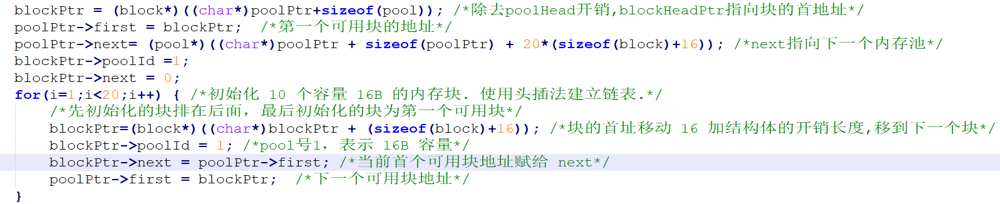 blockPtr = (block*)((char*)poolPtr+sizeof(pool)); /*除去poolHead开销,blockHeadPtr指向块的首地址*/
poolPtr->first = blockPtr;  /*第一个可用块的地址*/
poolPtr->next= (pool*)((char*)poolPtr + sizeof(poolPtr) + 20*(sizeof(block)+16)); /*next指向下一个内存池*/
blockPtr->poolId =1;
blockPtr->next = 0;
for(i=1;i<20;i++) { /*初始化 10 个容量 16B 的内存块. 使用头插法建立链表.*/
    /*先初始化的块排在后面，最后初始化的块为第一个可用块*/
    blockPtr=(block*)((char*)blockPtr + (sizeof(block)+16)); /*块的首址移动 16 加结构体的开销长度,移到下一个块*/
    blockPtr->poolId = 1; /*pool号1，表示 16B 容量*/
    blockPtr->next = poolPtr->first; /*当前首个可用块地址赋给 next*/
    poolPtr->first = blockPtr;  /*下一个可用块地址*/
}